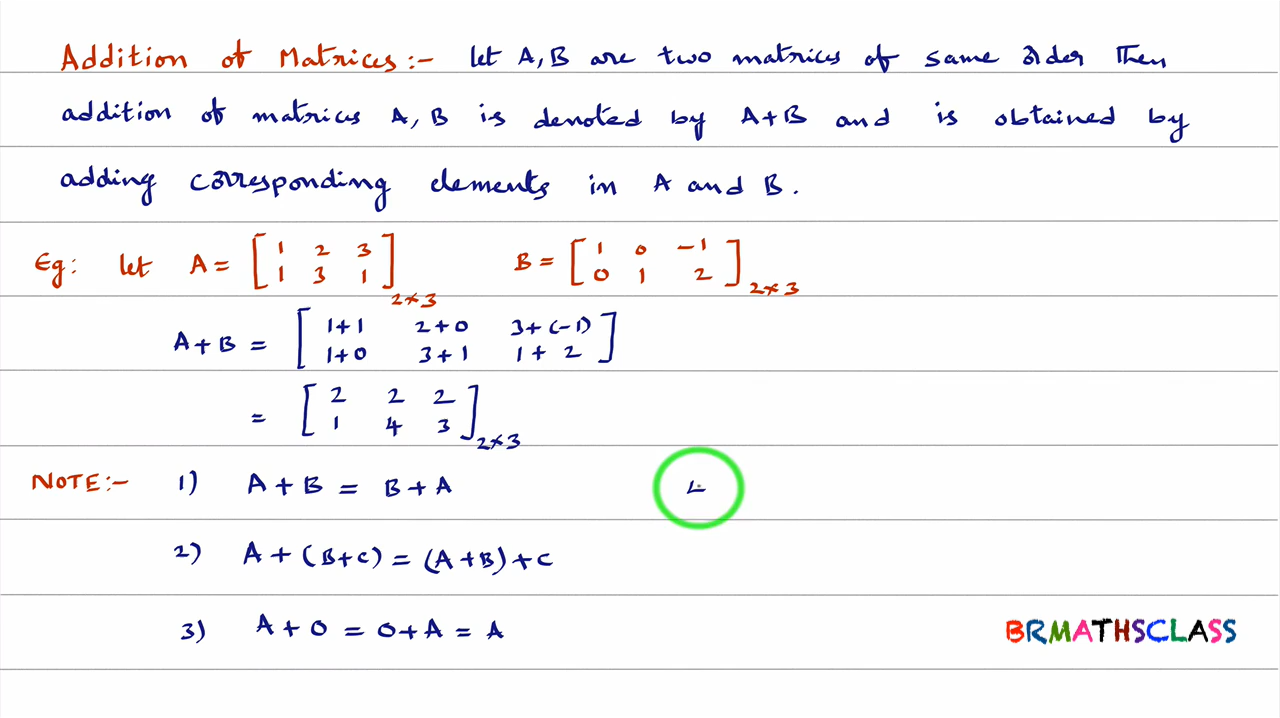 Addition of Matrices:- let A, B are two matrices of same order Then
addition of matrices A, B is denoted by A+B and is obtained by
adding corresponding elements in A and B.
Eg: let A = [ 1 2 3 B = [ 1 0 -1
1 3 1 ]2×3 0 1 2 ]2×3
A+B = [ 1+1 2+0 3+(-1)
1+0 3+1 1+2 ]
= [ 2 2 2
1 4 3 ]2×3
NOTE:- 1) A+B = B+A
2) A+(B+C) = (A+B)+C
3) A+0 = 0+A = A
BRMATHSCLASS